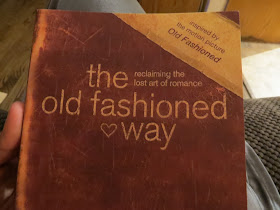 inspired by
the motion picture
Old Fashioned
the reclaiming the
lost art of romance
old fashioned
way